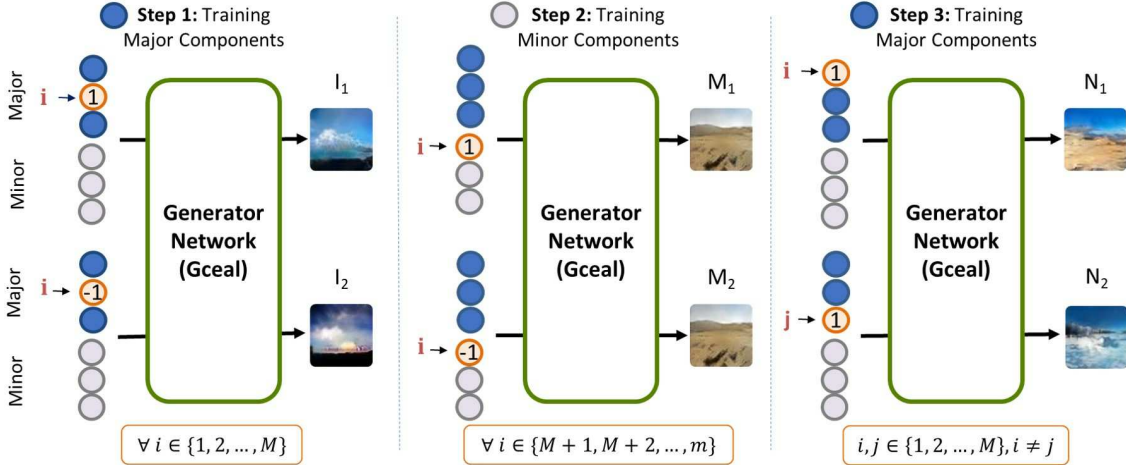 Step 1: Training
Major Components
Major
Minor
i
1
I₁
Generator
Network
(Gceal)
Major
Minor
i
-1
I₂
∀ i ∈ {1, 2, ..., M}
Step 2: Training
Minor Components
i
1
M₁
Generator
Network
(Gceal)
i
-1
M₂
∀ i ∈ {M + 1, M + 2, ..., m}
Step 3: Training
Major Components
i
1
N₁
Generator
Network
(Gceal)
j
1
N₂
i, j ∈ {1, 2, ..., M}, i ≠ j